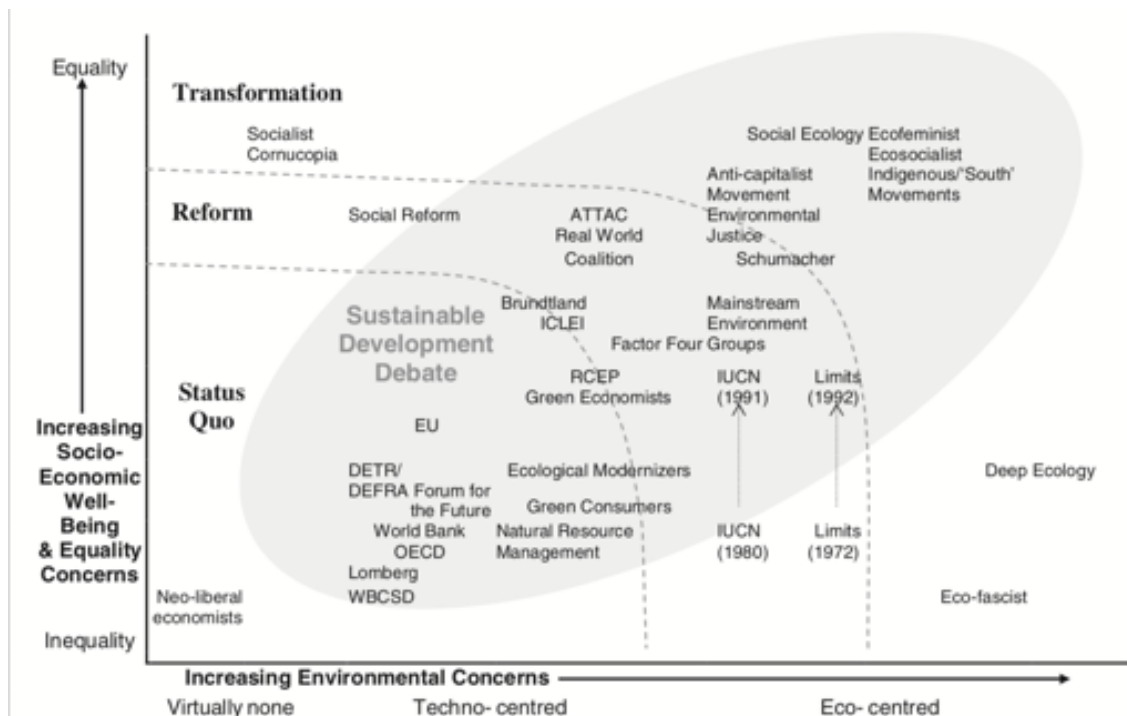 Equality
Transformation
Socialist
Cornucopia
Social Ecology Ecofeminist
Ecosocialist
Anti-capitalist Indigenous/'South'
Movement Movements
Reform
Social Reform
ATTAC
Environmental
Real World
Justice
Coalition
Schumacher
Sustainable
Development
Debate
Brundtland
ICLEI
Mainstream
Environment
Factor Four Groups
Status
Quo
RCEP
Green Economists
IUCN
(1991)
Limits
(1992)
EU
Increasing
Socio-
Economic
Well-
Being
& Equality
Concerns
DETR/
DEFRA Forum for
the Future
Ecological Modernizers
Green Consumers
Deep Ecology
World Bank
OECD
Natural Resource
Management
IUCN
(1980)
Limits
(1972)
Lomberg
WBCSD
Neo-liberal
economists
Eco-fascist
Inequality
Increasing Environmental Concerns
Virtually none
Techno- centred
Eco- centred